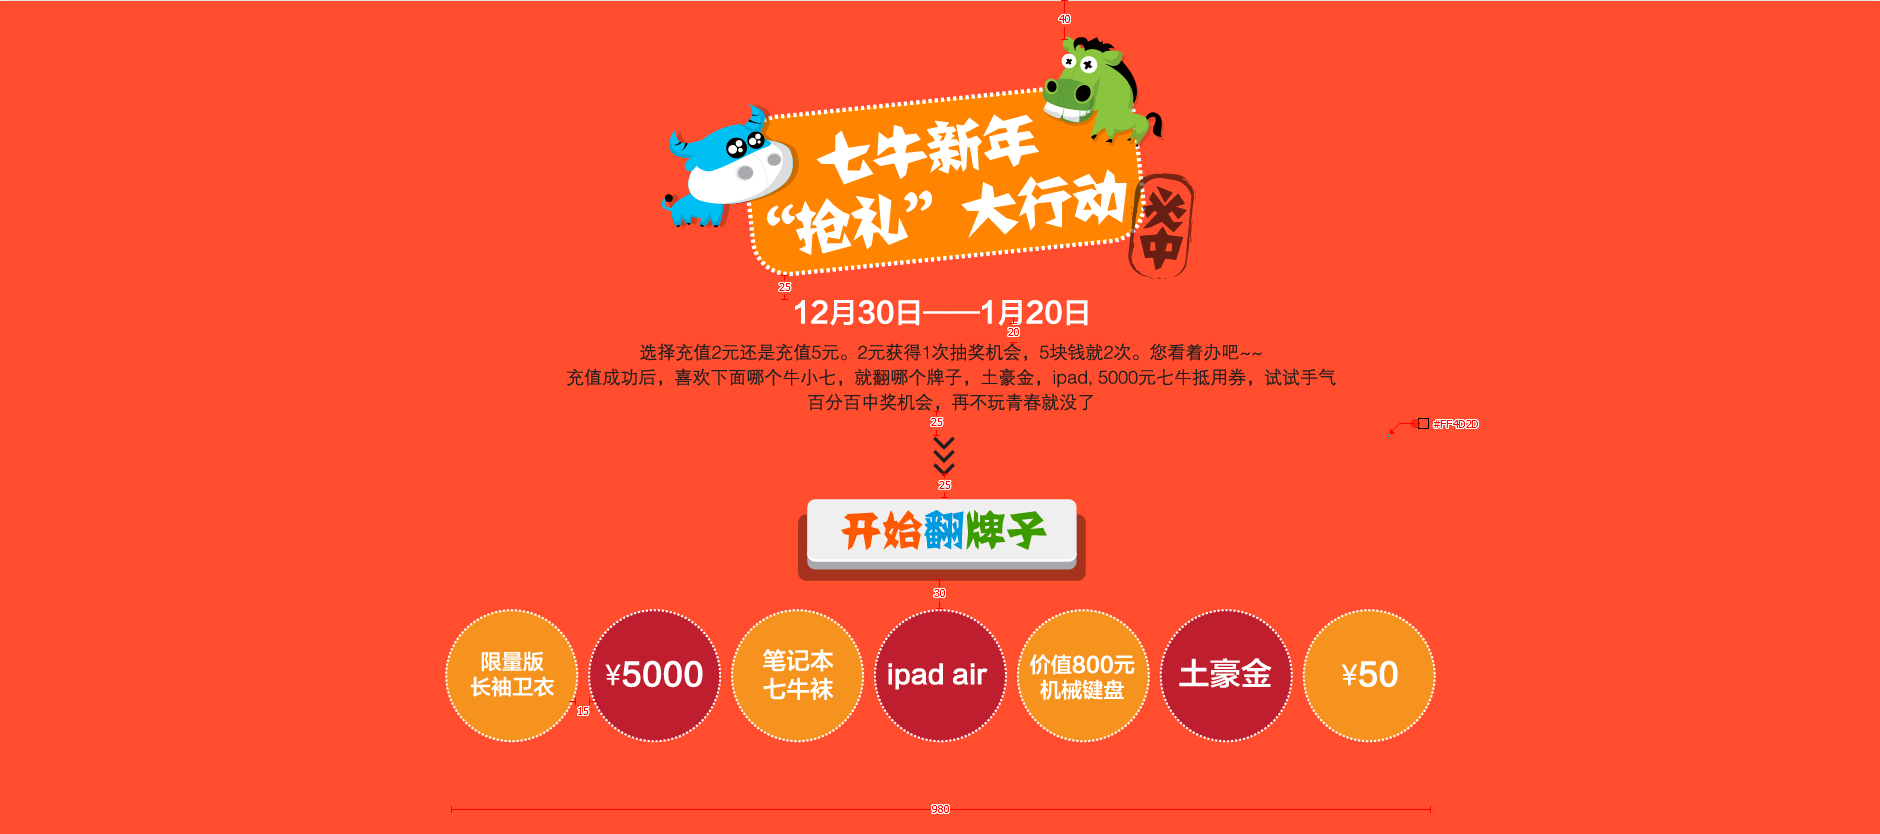 40
七牛新年
“抢礼”大行动
必中
25
12月30日——1月20日
20
选择充值2元还是充值5元。2元获得1次抽奖机会，5块钱就2次。您看着办吧~~
充值成功后，喜欢下面哪个牛小七，就翻哪个牌子，土豪金，ipad, 5000元七牛抵用券，试试手气
百分百中奖机会，再不玩青春就没了
25
#FF4D2D
25
开始翻牌子
30
限量版
长袖卫衣
¥5000
笔记本
七牛袜
ipad air
价值800元
机械键盘
土豪金
¥50
15
980